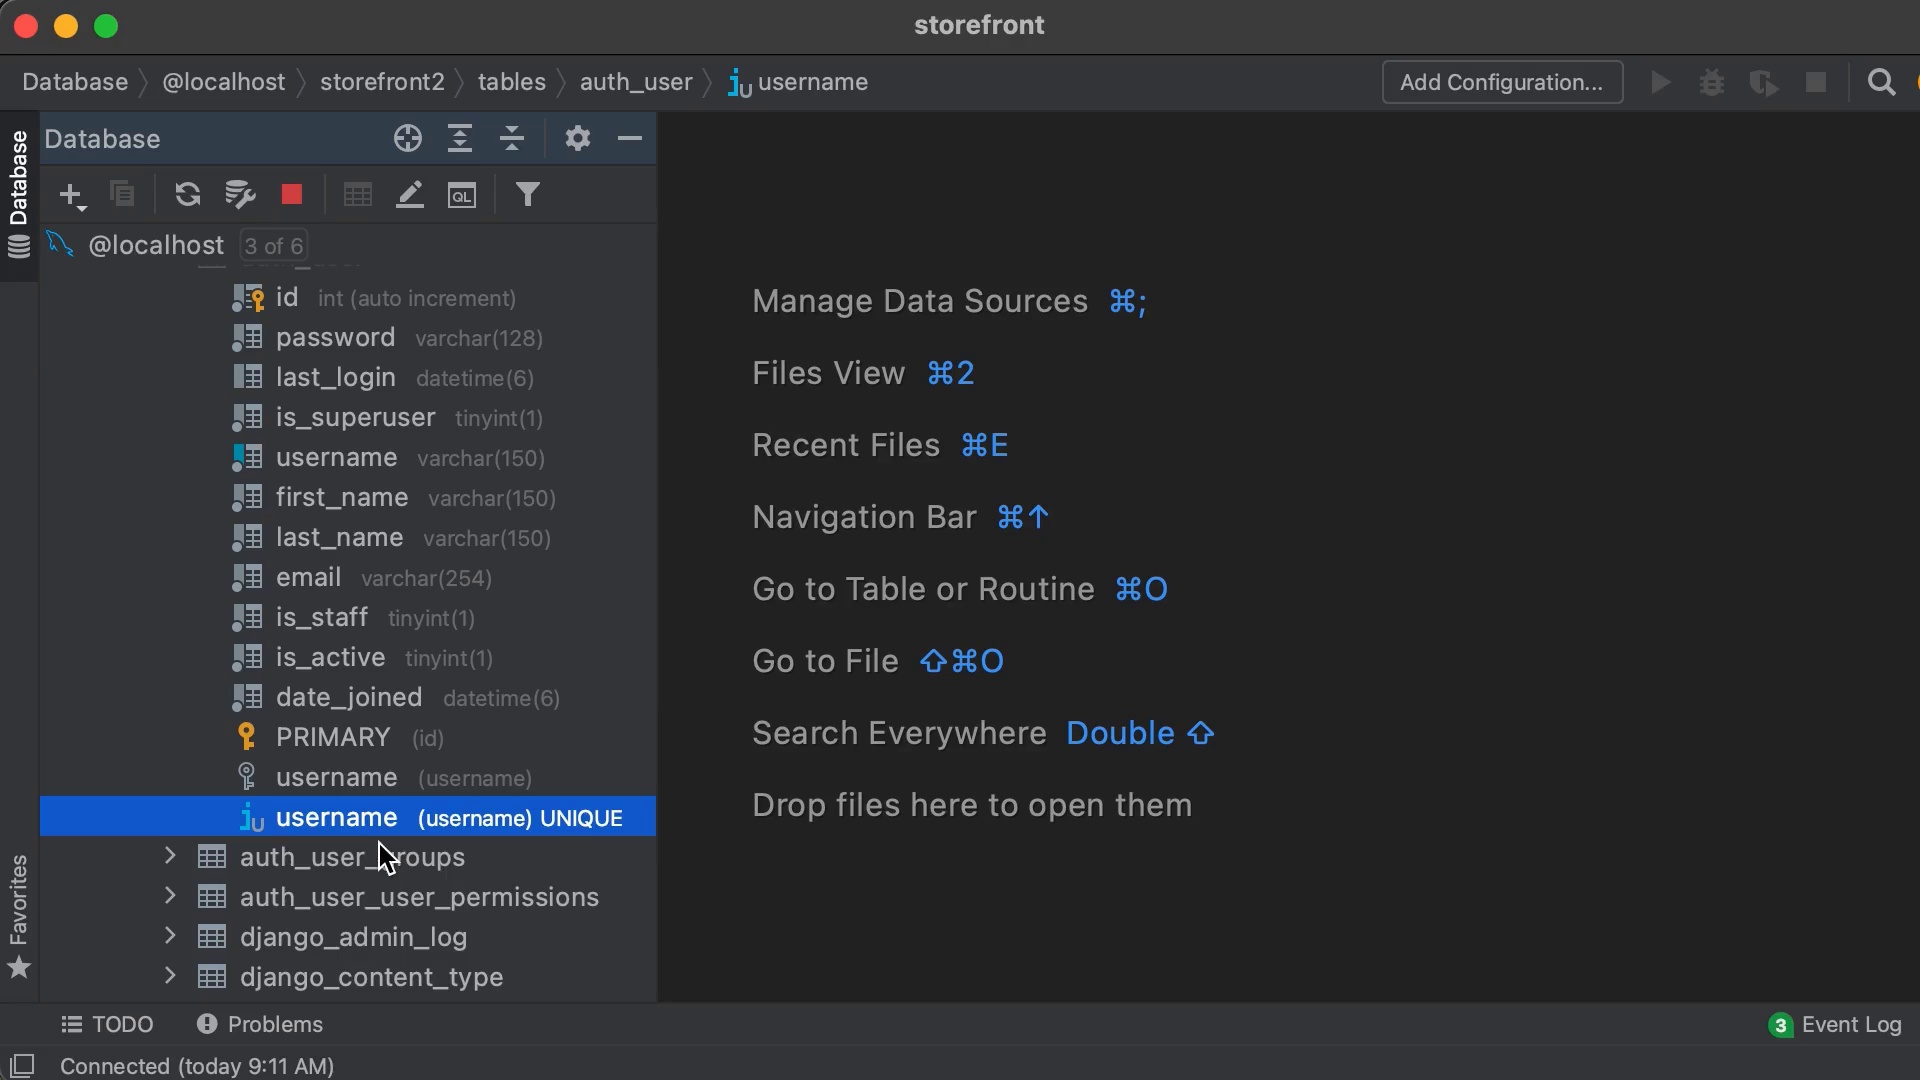 storefront
Database @localhost storefront2 tables auth_user username Add Configuration...
Database
Database
QL
@localhost 3 of 6
id int (auto increment)
password varchar(128)
last_login datetime(6)
is_superuser tinyint(1)
username varchar(150)
first_name varchar(150)
last_name varchar(150)
email varchar(254)
is_staff tinyint(1)
is_active tinyint(1)
date_joined datetime(6)
PRIMARY (id)
username (username)
username (username) UNIQUE
auth_user_groups
auth_user_user_permissions
django_admin_log
django_content_type
Favorites
Manage Data Sources ⌘;
Files View ⌘2
Recent Files ⌘E
Navigation Bar ⌘↑
Go to Table or Routine ⌘O
Go to File ⇧⌘O
Search Everywhere Double ⇧
Drop files here to open them
TODO Problems 3 Event Log
Connected (today 9:11 AM)